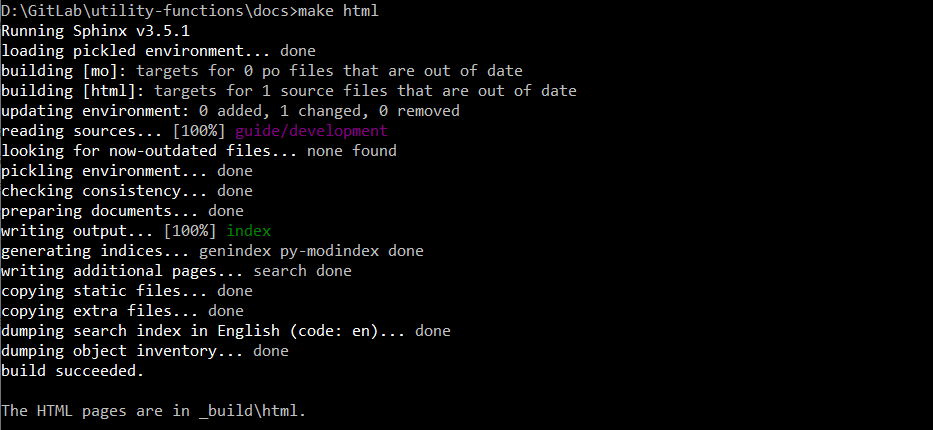 D:\GitLab\utility-functions\docs>make html
Running Sphinx v3.5.1
loading pickled environment... done
building [mo]: targets for 0 po files that are out of date
building [html]: targets for 1 source files that are out of date
updating environment: 0 added, 1 changed, 0 removed
reading sources... [100%] guide/development
looking for now-outdated files... none found
pickling environment... done
checking consistency... done
preparing documents... done
writing output... [100%] index
generating indices... genindex py-modindex done
writing additional pages... search done
copying static files... done
copying extra files... done
dumping search index in English (code: en)... done
dumping object inventory... done
build succeeded.
The HTML pages are in _build\html.